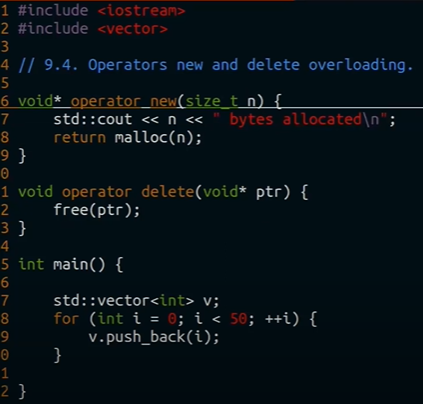 1 #include <iostream>
2 #include <vector>
3
4 // 9.4. Operators new and delete overloading.
5
6 void* operator new(size_t n) {
7     std::cout << n << " bytes allocated\n";
8     return malloc(n);
9 }
0
1 void operator delete(void* ptr) {
2     free(ptr);
3 }
4
5 int main() {
6
7     std::vector<int> v;
8     for (int i = 0; i < 50; ++i) {
9         v.push_back(i);
0     }
1
2 }